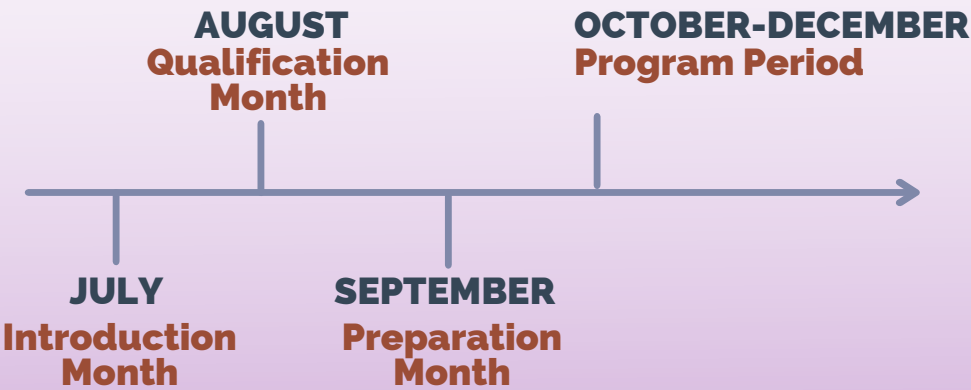 AUGUST
Qualification
Month
OCTOBER-DECEMBER
Program Period
JULY
Introduction
Month
SEPTEMBER
Preparation
Month